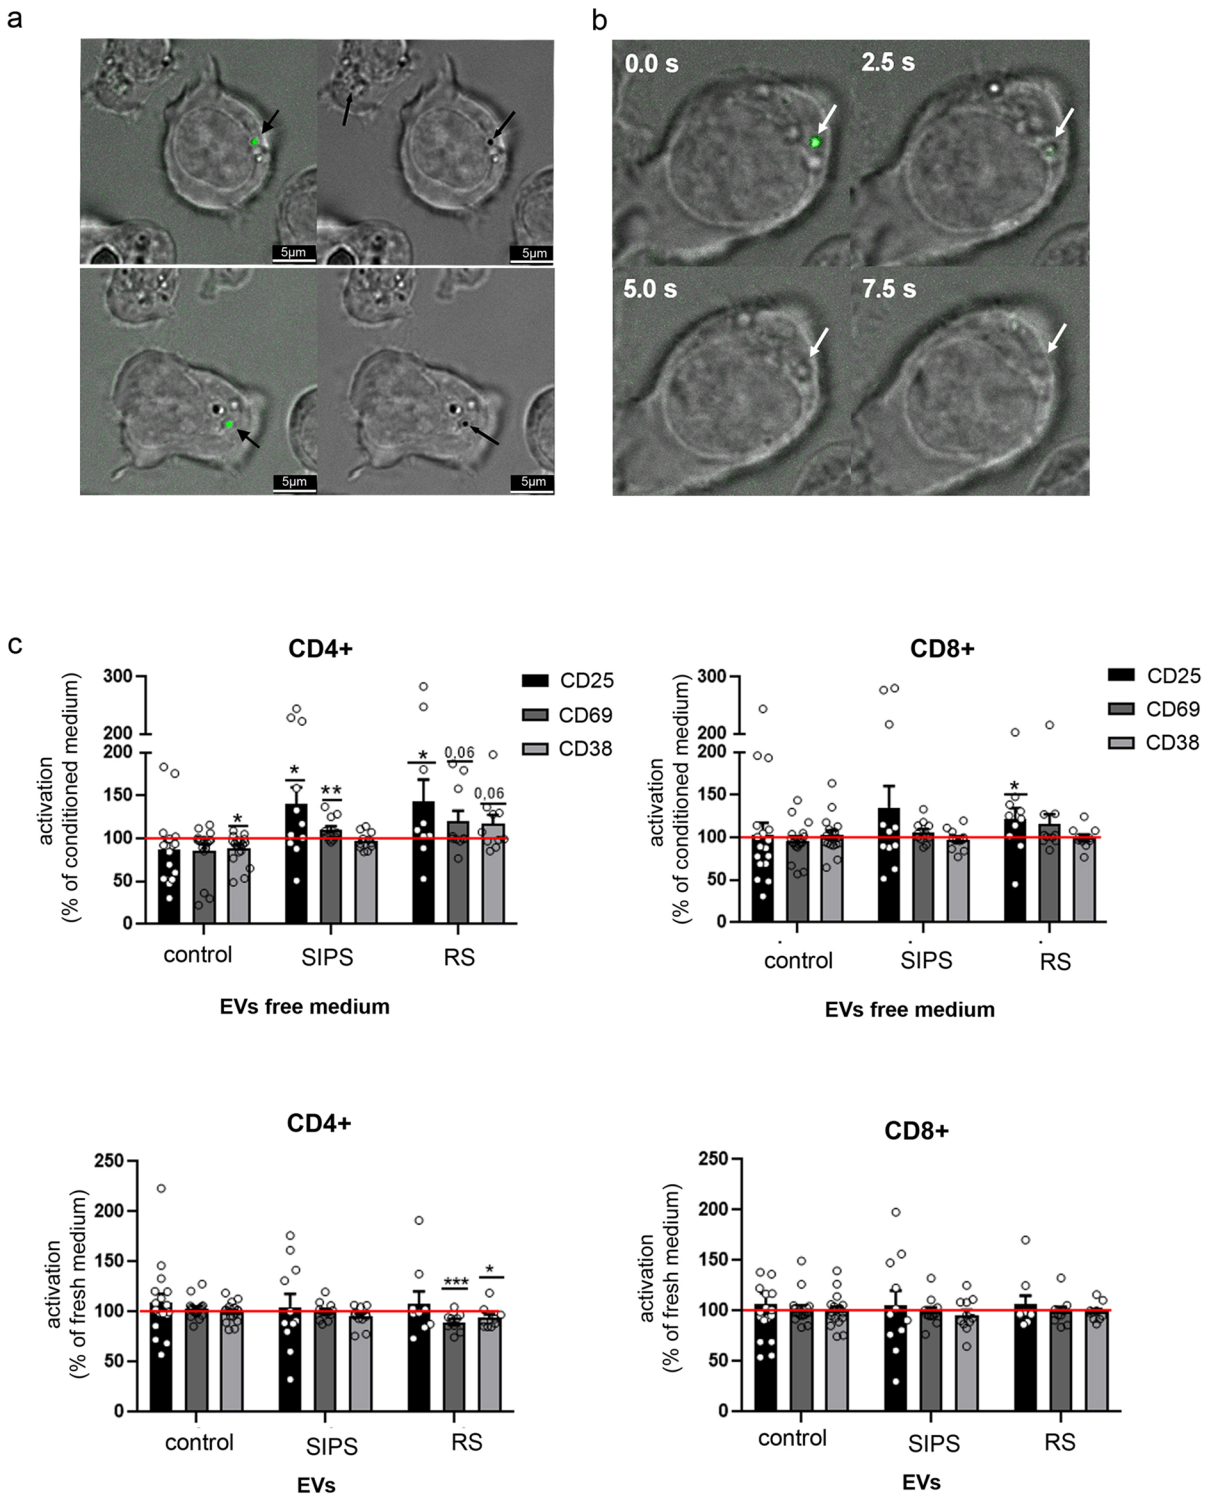 a
b
0.0 s
2.5 s
5µm
5µm
5.0 s
7.5 s
5µm
5µm
c
CD4+
activation
(% of conditioned medium)
300
200
200
150
100
50
0
*
*
**
*
0,06
0,06
CD25
CD69
CD38
control
SIPS
RS
EVs free medium
CD8+
activation
(% of conditioned medium)
300
200
200
150
100
50
0
*
CD25
CD69
CD38
control
SIPS
RS
EVs free medium
CD4+
activation
(% of fresh medium)
250
200
150
100
50
0
***
*
control
SIPS
RS
EVs
CD8+
activation
(% of fresh medium)
250
200
150
100
50
0
control
SIPS
RS
EVs